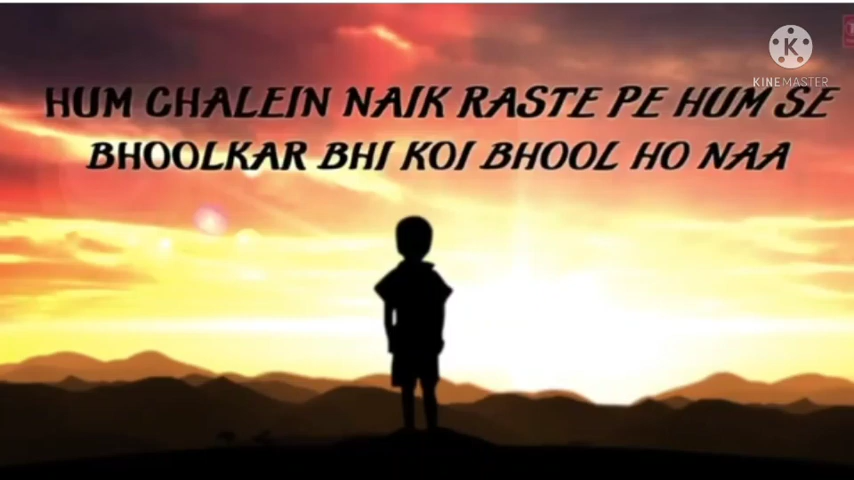 KINEMASTER
HUM CHALEIN NAIK RASTE PE HUM SE
BHOOLKAR BHI KOI BHOOL HO NAA